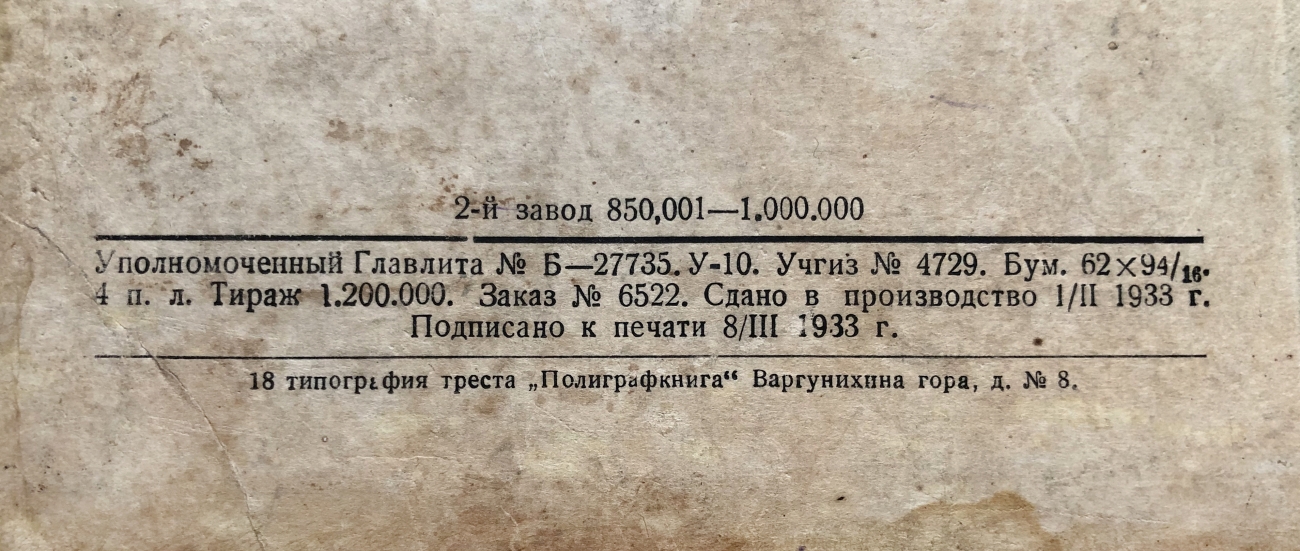 2-й завод 850,001—1.000.000
Уполномоченный Главлита № Б—27735. У-10. Учгиз № 4729. Бум. 62×94/16.
4 п. л. Тираж 1.200.000. Заказ № 6522. Сдано в производство 1/II 1933 г.
Подписано к печати 8/III 1933 г.
18 типография треста „Полиграфкнига“ Варгунихина гора, д. № 8.